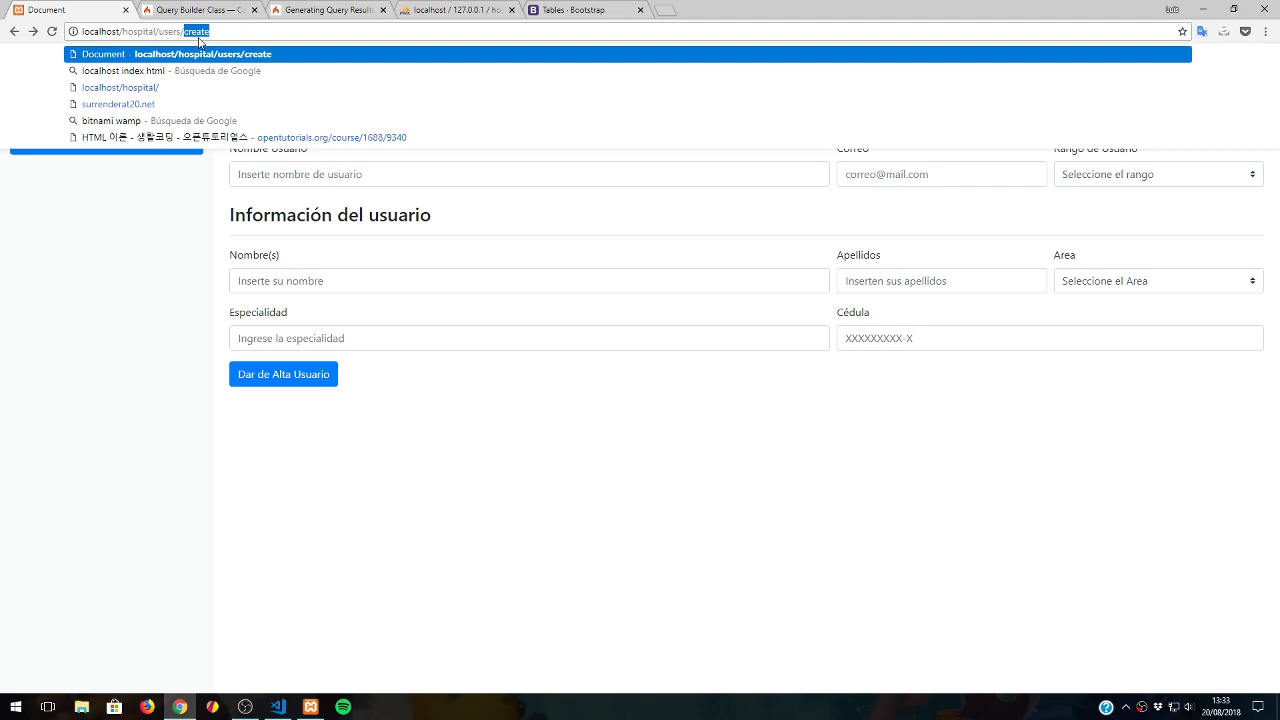 Document
Query Builder Class — Co
Generating Query Results
localhost / 127.0.0.1 / ho
Tables · Bootstrap
localhost/hospital/users/create
Document - localhost/hospital/users/create
localhost index html - Búsqueda de Google
localhost/hospital/
surrenderat20.net
bitnami wamp - Búsqueda de Google
HTML 이론 - 생활코딩 - 오픈튜토리얼스 - opentutorials.org/course/1688/9340
Nombre Usuario
Correo
Rango de Usuario
Inserte nombre de usuario
correo@mail.com
Seleccione el rango
Información del usuario
Nombre(s)
Apellidos
Area
Inserte su nombre
Inserten sus apellidos
Seleccione el Area
Especialidad
Cédula
Ingrese la especialidad
XXXXXXXXX-X
Dar de Alta Usuario
13:33
20/08/2018